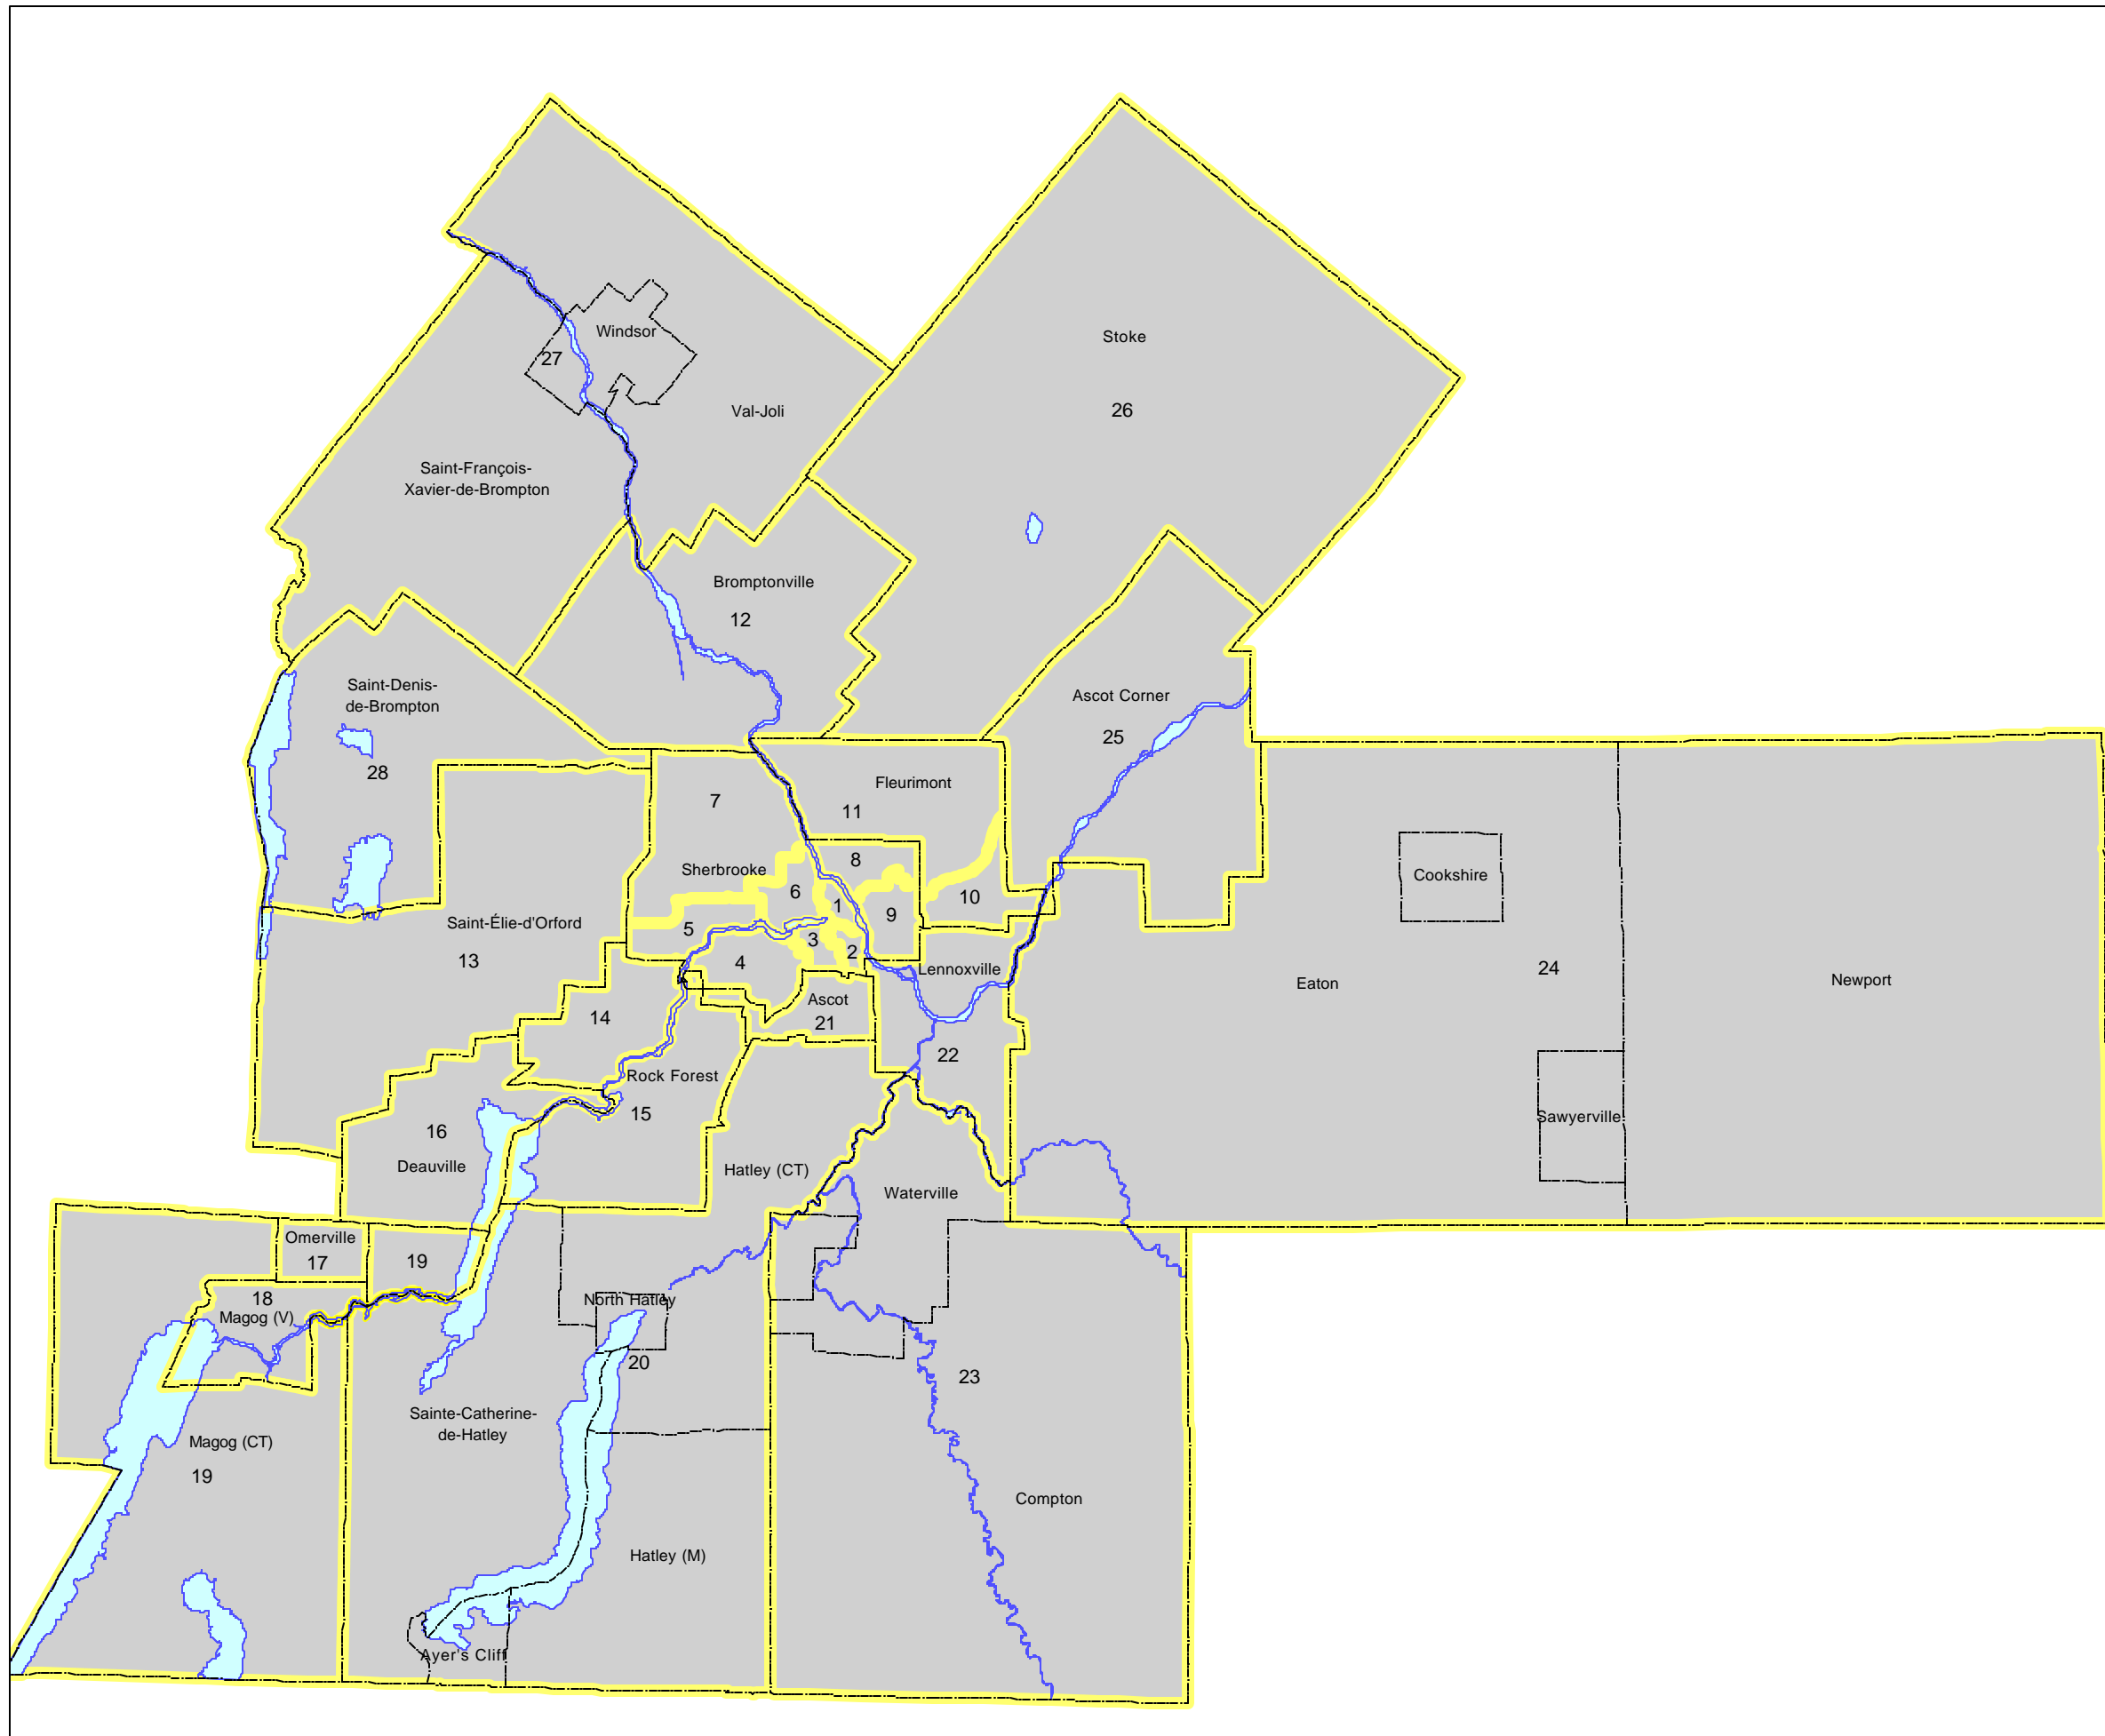 Windsor
27
Stoke
26
Val-Joli
Saint-François-
Xavier-de-Brompton
Bromptonville
12
Saint-Denis-
de-Brompton
28
Ascot Corner
25
Fleurimont
11
7
Sherbrooke
8
6
1
9
10
5
3
2
4
Cookshire
Saint-Élie-d'Orford
13
Lennoxville
24
Eaton
Newport
Ascot
21
14
22
Rock Forest
15
16
Deauville
Sawyerville
Hatley (CT)
Waterville
Omerville
17
19
18
Magog (V)
North Hatley
20
23
Sainte-Catherine-
de-Hatley
Magog (CT)
19
Compton
Hatley (M)
Ayer's Cliff